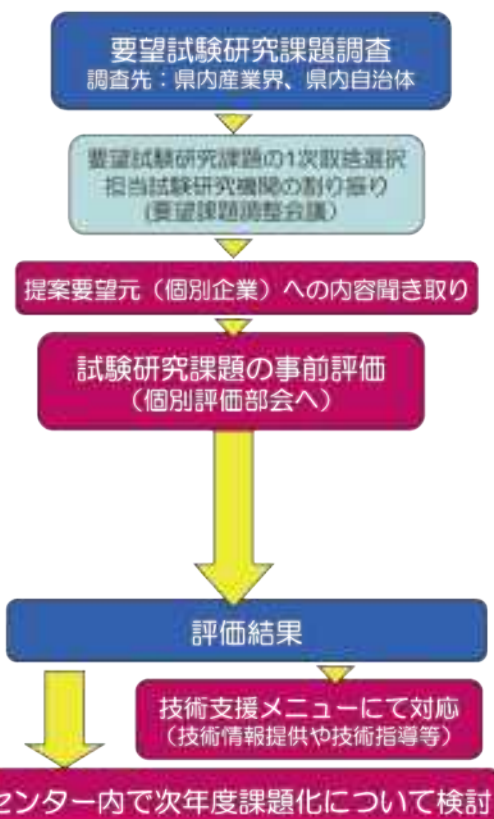 要望試験研究課題調査
調査先：県内産業界、県内自治体
要望試験研究課題の1次取捨選択
担当試験研究機関の割り振り
(要望課題調整会議)
提案要望元（個別企業）への内容聞き取り
試験研究課題の事前評価
（個別評価部会へ）
評価結果
技術支援メニューにて対応
（技術情報提供や技術指導等）
センター内で次年度課題化について検討